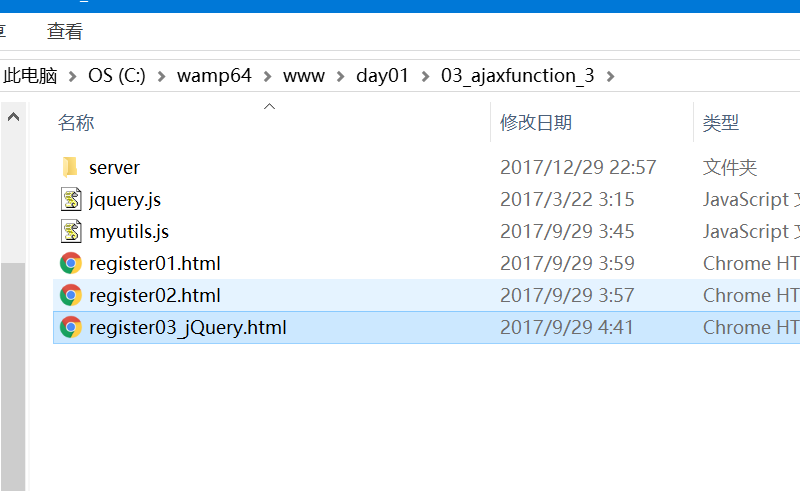 查看
此电脑 > OS (C:) > wamp64 > www > day01 > 03_ajaxfunction_3 >
名称 修改日期 类型
server 2017/12/29 22:57 文件夹
jquery.js 2017/3/22 3:15 JavaScript
myutils.js 2017/9/29 3:45 JavaScript
register01.html 2017/9/29 3:59 Chrome HT
register02.html 2017/9/29 3:57 Chrome HT
register03_jQuery.html 2017/9/29 4:41 Chrome HT